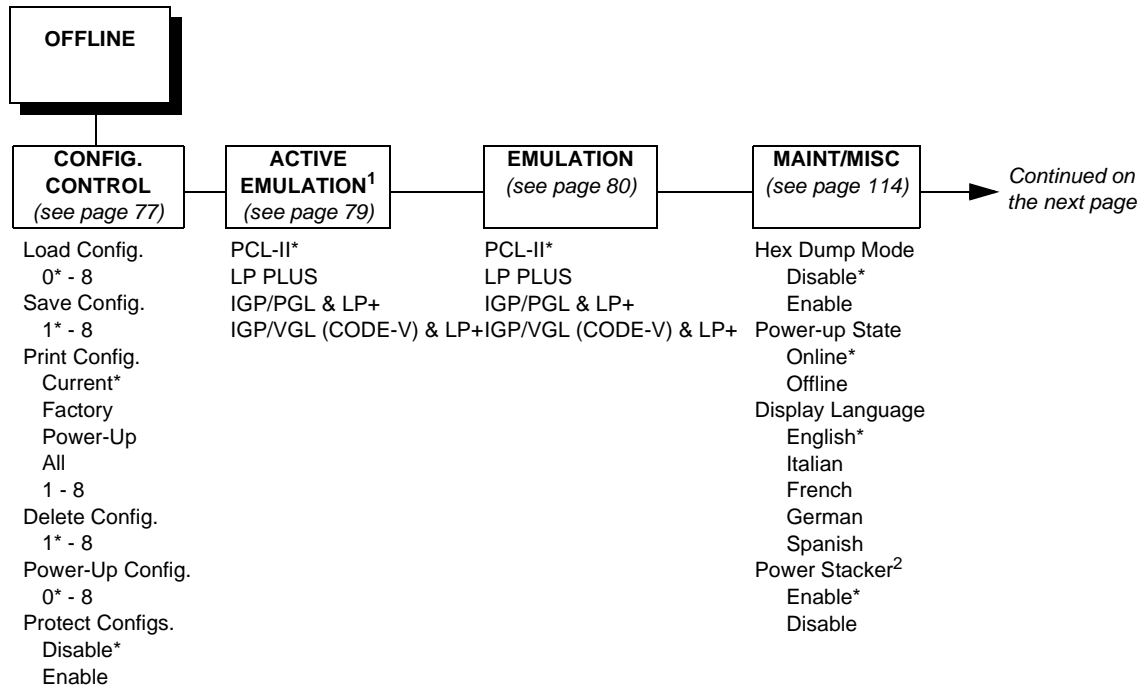 OFFLINE
CONFIG.
CONTROL
(see page 77)
Load Config.
0* - 8
Save Config.
1* - 8
Print Config.
Current*
Factory
Power-Up
All
1 - 8
Delete Config.
1* - 8
Power-Up Config.
0* - 8
Protect Configs.
Disable*
Enable
ACTIVE
EMULATION1
(see page 79)
PCL-II*
LP PLUS
IGP/PGL & LP+
IGP/VGL (CODE-V) & LP+
EMULATION
(see page 80)
PCL-II*
LP PLUS
IGP/PGL & LP+
IGP/VGL (CODE-V) & LP+
MAINT/MISC
(see page 114)
Hex Dump Mode
Disable*
Enable
Power-up State
Online*
Offline
Display Language
English*
Italian
French
German
Spanish
Power Stacker2
Enable*
Disable
Continued on
the next page